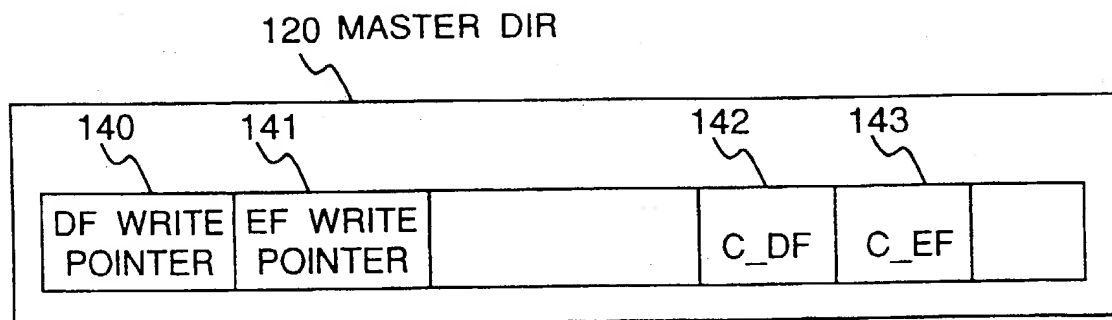 120 MASTER DIR
140 141 142 143
DF WRITE POINTER
EF WRITE POINTER
C_DF
C_EF